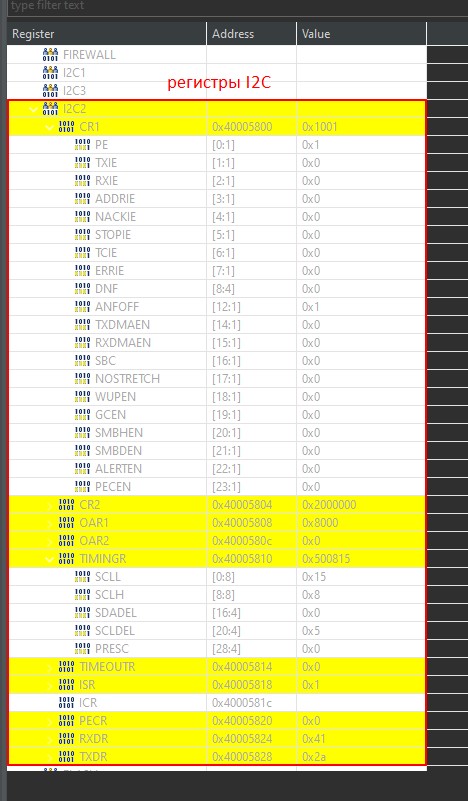 type filter text
Register Address Value
FIREWALL
I2C1
I2C3
регистры I2C
I2C2
CR1 0x40005800 0x1001
PE [0:1] 0x1
TXIE [1:1] 0x0
RXIE [2:1] 0x0
ADDRIE [3:1] 0x0
NACKIE [4:1] 0x0
STOPIE [5:1] 0x0
TCIE [6:1] 0x0
ERRIE [7:1] 0x0
DNF [8:4] 0x0
ANFOFF [12:1] 0x1
TXDMAEN [14:1] 0x0
RXDMAEN [15:1] 0x0
SBC [16:1] 0x0
NOSTRETCH [17:1] 0x0
WUPEN [18:1] 0x0
GCEN [19:1] 0x0
SMBHEN [20:1] 0x0
SMBDEN [21:1] 0x0
ALERTEN [22:1] 0x0
PECEN [23:1] 0x0
CR2 0x40005804 0x2000000
OAR1 0x40005808 0x8000
OAR2 0x4000580c 0x0
TIMINGR 0x40005810 0x500815
SCLL [0:8] 0x15
SCLH [8:8] 0x8
SDADEL [16:4] 0x0
SCLDEL [20:4] 0x5
PRESC [28:4] 0x0
TIMEOUTR 0x40005814 0x0
ISR 0x40005818 0x1
ICR 0x4000581c
PECR 0x40005820 0x0
RXDR 0x40005824 0x41
TXDR 0x40005828 0x2a